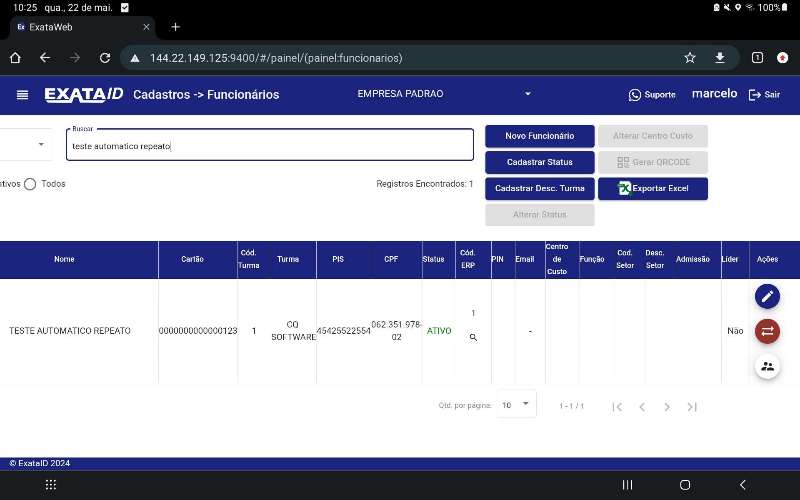 10:25 qua., 22 de mai.
100%
Ex ExataWeb
144.22.149.125:9400/#/painel/(painel:funcionarios)
1
EXATAID
Cadastros -> Funcionários
EMPRESA PADRAO
Suporte
marcelo
Sair
Buscar
teste automatico repeato
Novo Funcionário
Alterar Centro Custo
Cadastrar Status
Gerar QRCODE
tivos
Todos
Registros Encontrados: 1
Cadastrar Desc. Turma
Exportar Excel
Alterar Status
Nome
Cartão
Cód. Turma
Turma
PIS
CPF
Status
Cód. ERP
PIN
Email
Centro de Custo
Função
Cod. Setor
Desc. Setor
Admissão
Líder
Ações
TESTE AUTOMATICO REPEATO
0000000000000123
1
CQ SOFTWARE
45425522554
062.351.978-02
ATIVO
1
-
Não
Qtd. por página:
10
1 - 1 / 1
© ExataID 2024